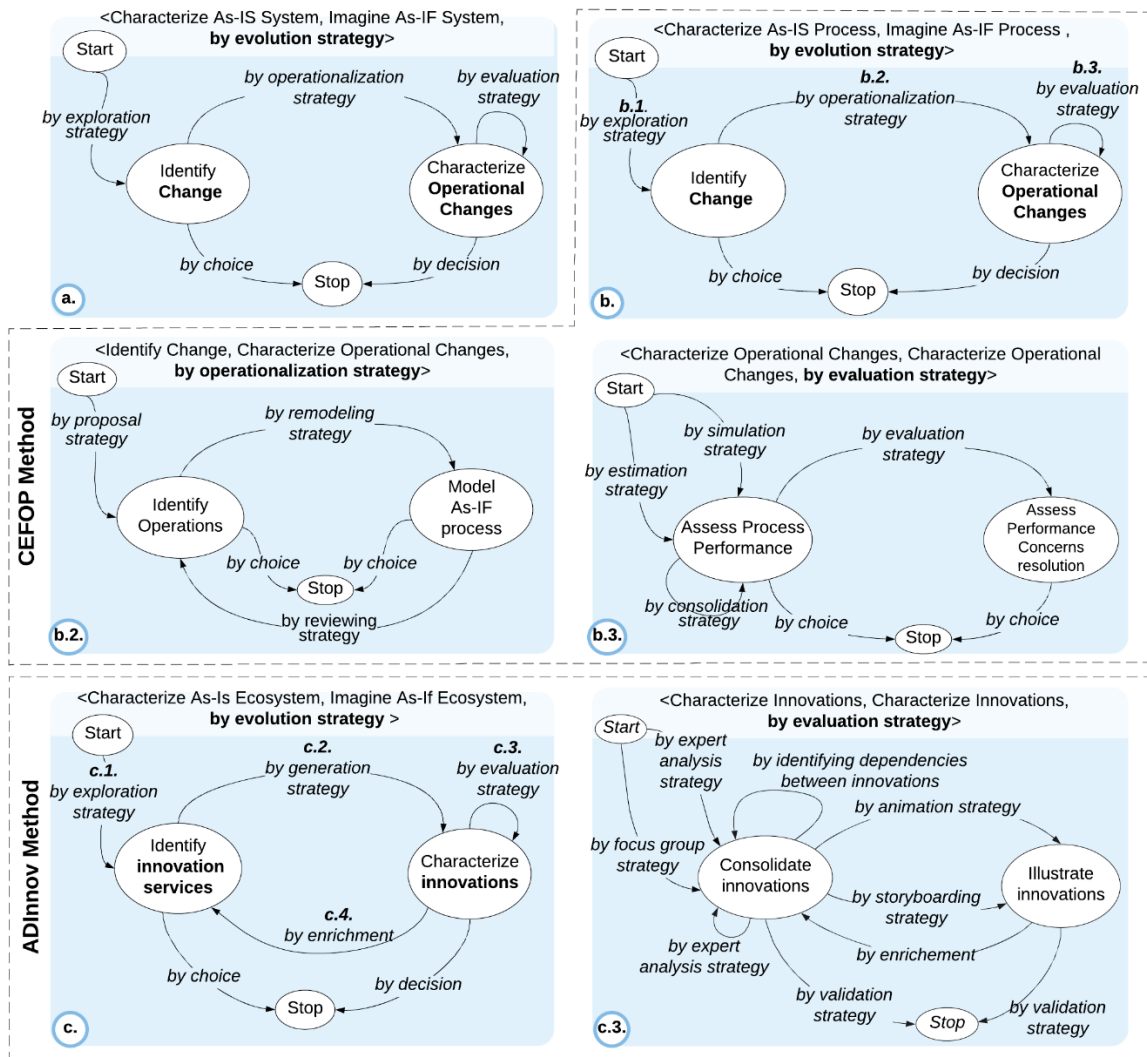 <Characterize As-IS System, Imagine As-IF System,
by evolution strategy>
Start
by exploration
strategy
by operationalization
strategy
by evaluation
strategy
Identify
Change
Characterize
Operational
Changes
by choice
by decision
Stop
a.
<Characterize As-IS Process, Imagine As-IF Process ,
by evolution strategy>
Start
b.1.
by exploration
strategy
b.2.
by operationalization
strategy
b.3.
by evaluation
strategy
Identify
Change
Characterize
Operational
Changes
by choice
by decision
Stop
b.
CEFOP Method
<Identify Change, Characterize Operational Changes,
by operationalization strategy>
Start
by proposal
strategy
by remodeling
strategy
Identify
Operations
Model
As-IF
process
by choice
by choice
Stop
by reviewing
strategy
b.2.
<Characterize Operational Changes, Characterize Operational
Changes, by evaluation strategy>
Start
by simulation
strategy
by evaluation
strategy
by estimation
strategy
Assess Process
Performance
Assess
Performance
Concerns
resolution
by consolidation
strategy
by choice
by choice
Stop
b.3.
ADInnov Method
<Characterize As-Is Ecosystem, Imagine As-If Ecosystem,
by evolution strategy >
Start
c.1.
by exploration
strategy
c.2.
by generation
strategy
c.3.
by evaluation
strategy
Identify
innovation
services
Characterize
innovations
c.4.
by enrichment
by choice
by decision
Stop
c.
<Characterize Innovations, Characterize Innovations,
by evaluation strategy>
Start
by expert
analysis
strategy
by identifying dependencies
between innovations
by animation strategy
by focus group
strategy
Consolidate
innovations
Illustrate
innovations
by storyboarding
strategy
by expert
analysis strategy
by enrichement
by validation
strategy
by validation
strategy
Stop
c.3.